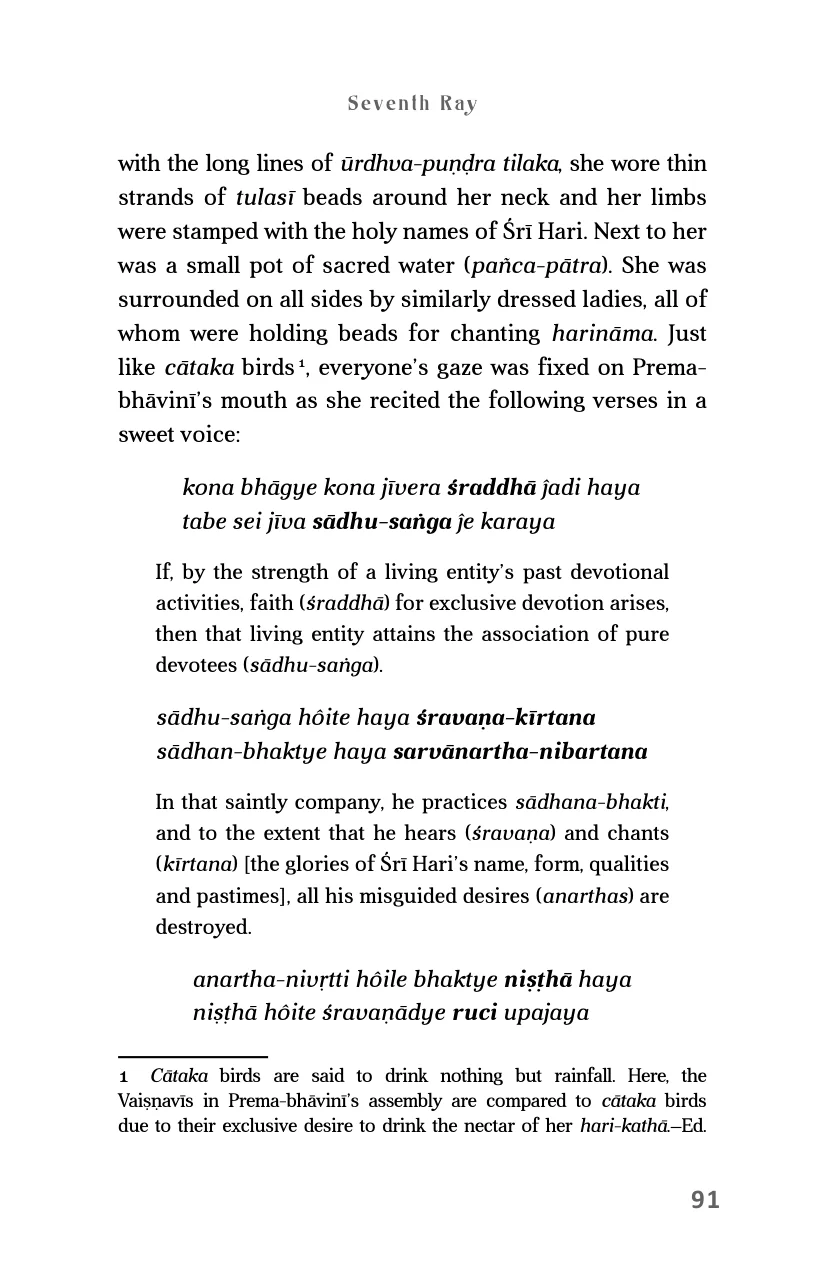 Seventh Ray
with the long lines of ūrdhva-puṇḍra tilaka, she wore thin
strands of tulasī beads around her neck and her limbs
were stamped with the holy names of Śrī Hari. Next to her
was a small pot of sacred water (pañca-pātra). She was
surrounded on all sides by similarly dressed ladies, all of
whom were holding beads for chanting harināma. Just
like cātaka birds ¹, everyone’s gaze was fixed on Prema-
bhāvinī’s mouth as she recited the following verses in a
sweet voice:
kona bhāgye kona jīvera śraddhā ĵadi haya
tabe sei jīva sādhu-saṅga ĵe karaya
If, by the strength of a living entity’s past devotional
activities, faith (śraddhā) for exclusive devotion arises,
then that living entity attains the association of pure
devotees (sādhu-saṅga).
sādhu-saṅga hôite haya śravaṇa-kīrtana
sādhan-bhaktye haya sarvānartha-nibartana
In that saintly company, he practices sādhana-bhakti,
and to the extent that he hears (śravaṇa) and chants
(kīrtana) [the glories of Śrī Hari’s name, form, qualities
and pastimes], all his misguided desires (anarthas) are
destroyed.
anartha-nivṛtti hôile bhaktye niṣṭhā haya
niṣṭhā hôite śravaṇādye ruci upajaya
1 Cātaka birds are said to drink nothing but rainfall. Here, the
Vaiṣṇavīs in Prema-bhāvinī’s assembly are compared to cātaka birds
due to their exclusive desire to drink the nectar of her hari-kathā.–Ed.
91